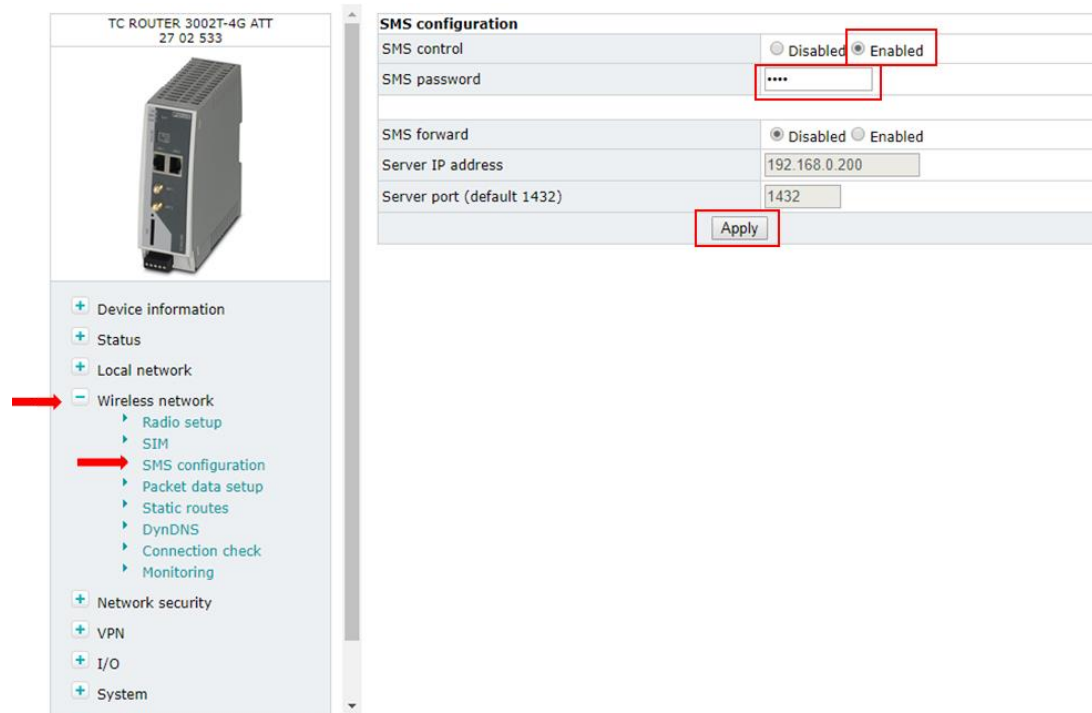 TC ROUTER 3002T-4G ATT
27 02 533
Device information
Status
Local network
Wireless network
Radio setup
SIM
SMS configuration
Packet data setup
Static routes
DynDNS
Connection check
Monitoring
Network security
VPN
I/O
System
SMS configuration
SMS control Disabled Enabled
SMS password ••••
SMS forward Disabled Enabled
Server IP address 192.168.0.200
Server port (default 1432) 1432
Apply